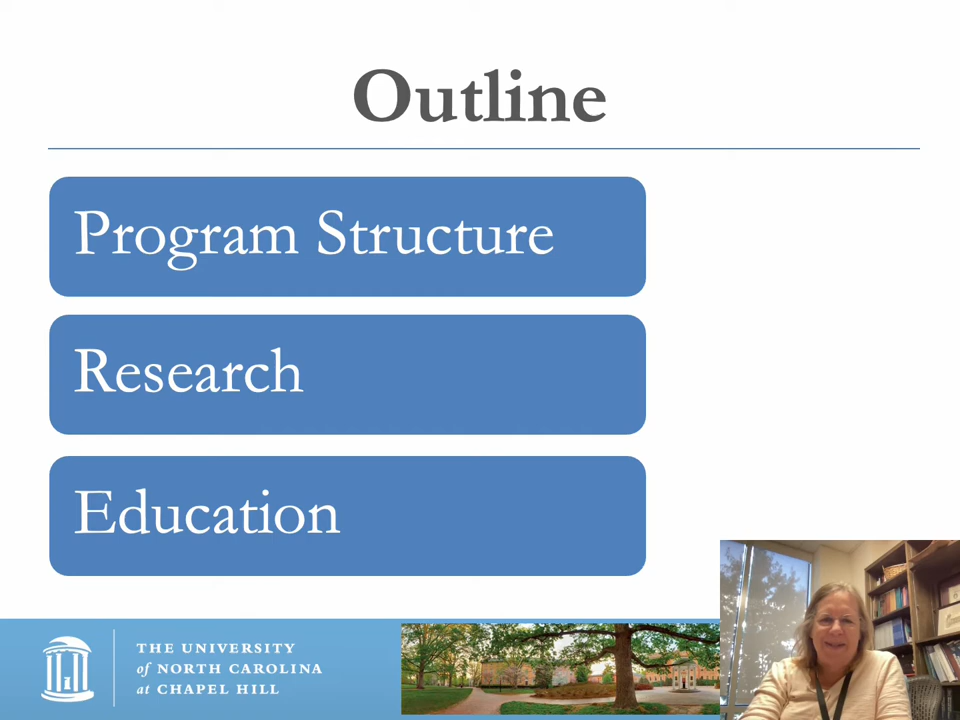 Outline
Program Structure
Research
Education
THE UNIVERSITY
of NORTH CAROLINA
at CHAPEL HILL